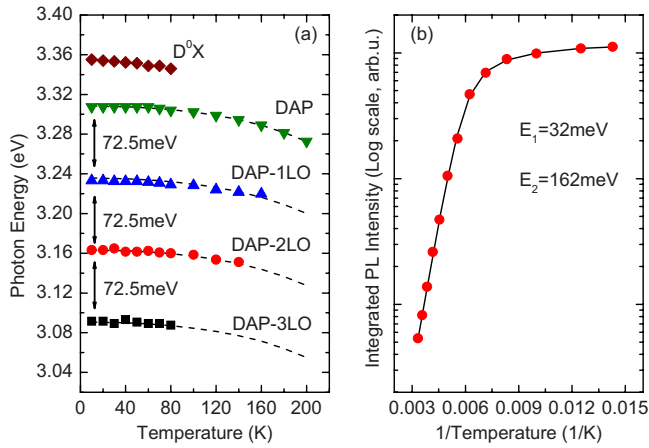 (a)
D⁰X
DAP
72.5meV
DAP-1LO
72.5meV
DAP-2LO
72.5meV
DAP-3LO
3.40
3.36
3.32
3.28
3.24
3.20
3.16
3.12
3.08
3.04
Photon Energy (eV)
0 40 80 120 160 200
Temperature (K)
(b)
E₁=32meV
E₂=162meV
Integrated PL Intensity (Log scale, arb.u.)
0.003 0.006 0.009 0.012 0.015
1/Temperature (1/K)